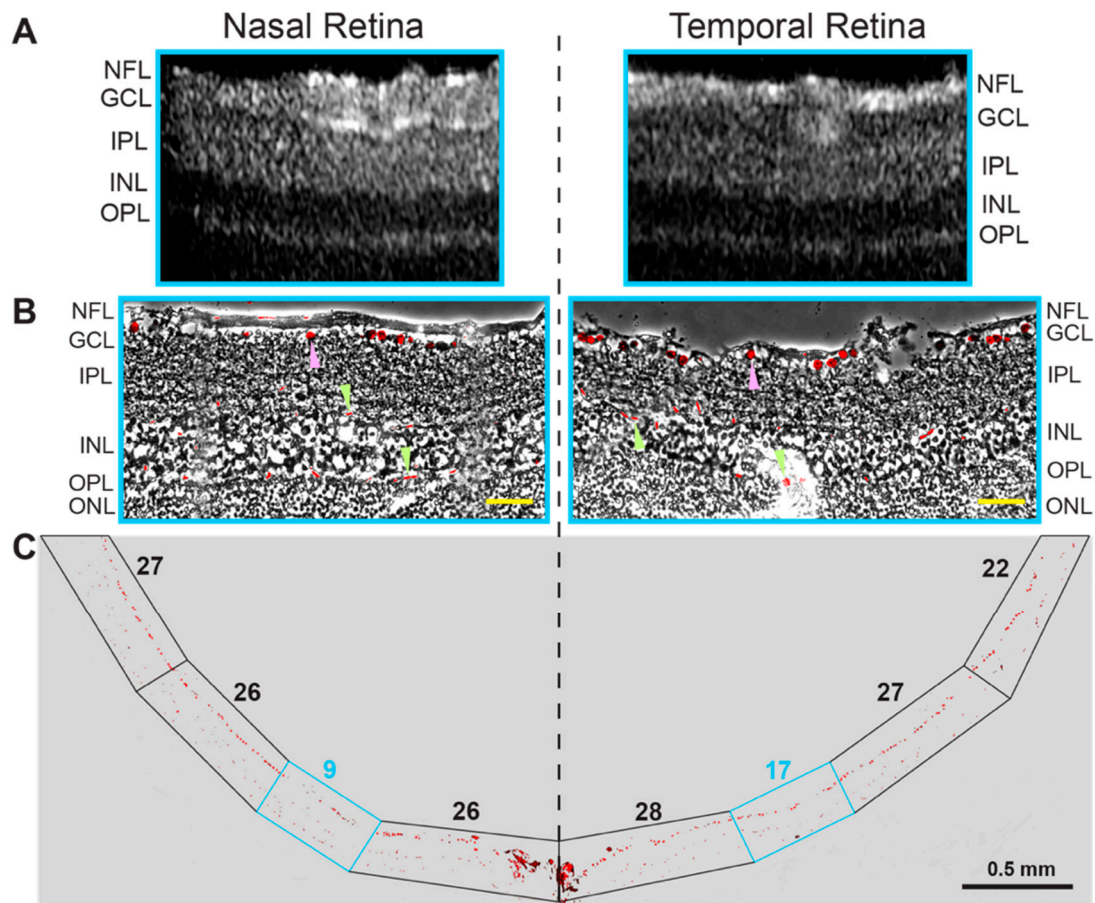 Nasal Retina
Temporal Retina
A
NFL
GCL
IPL
INL
OPL
NFL
GCL
IPL
INL
OPL
B
NFL
GCL
IPL
INL
OPL
ONL
NFL
GCL
IPL
INL
OPL
ONL
C
27
26
9
26
28
17
27
22
0.5 mm